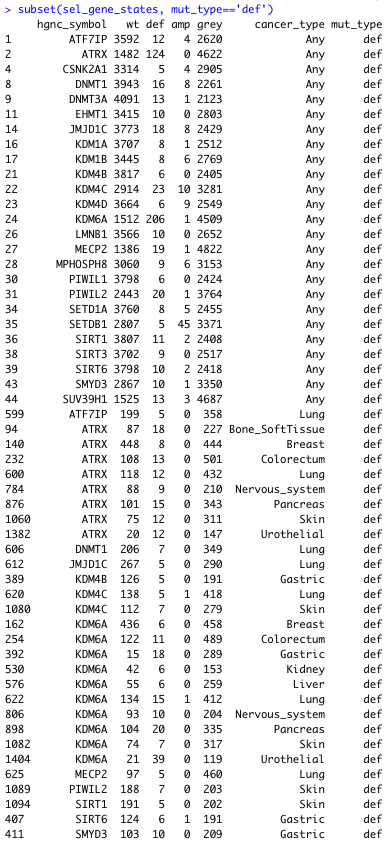 > subset(sel_gene_states, mut_type=='def')
hgnc_symbol wt def amp grey cancer_type mut_type
1 ATF7IP 3592 12 4 2620 Any def
2 ATRX 1482 124 0 4622 Any def
4 CSNK2A1 3314 5 4 2905 Any def
8 DNMT1 3943 16 8 2261 Any def
9 DNMT3A 4091 13 1 2123 Any def
11 EHMT1 3415 10 0 2803 Any def
14 JMJD1C 3773 18 8 2429 Any def
16 KDM1A 3707 8 1 2512 Any def
17 KDM1B 3445 8 6 2769 Any def
21 KDM4B 3817 6 0 2405 Any def
22 KDM4C 2914 23 10 3281 Any def
23 KDM4D 3664 6 9 2549 Any def
24 KDM6A 1512 206 1 4509 Any def
26 LMNB1 3566 10 0 2652 Any def
27 MECP2 1386 19 1 4822 Any def
28 MPHOSPH8 3060 9 6 3153 Any def
30 PIWIL1 3798 6 0 2424 Any def
31 PIWIL2 2443 20 1 3764 Any def
34 SETD1A 3760 8 5 2455 Any def
35 SETDB1 2807 5 45 3371 Any def
36 SIRT1 3807 11 2 2408 Any def
38 SIRT3 3702 9 0 2517 Any def
39 SIRT6 3798 10 2 2418 Any def
43 SMYD3 2867 10 1 3350 Any def
44 SUV39H1 1525 13 3 4687 Any def
599 ATF7IP 199 5 0 358 Lung def
94 ATRX 87 18 0 227 Bone_SoftTissue def
140 ATRX 448 8 0 444 Breast def
232 ATRX 108 13 0 501 Colorectum def
600 ATRX 118 12 0 432 Lung def
784 ATRX 88 9 0 210 Nervous_system def
876 ATRX 101 15 0 343 Pancreas def
1060 ATRX 75 12 0 311 Skin def
1382 ATRX 20 12 0 147 Urothelial def
606 DNMT1 206 7 0 349 Lung def
612 JMJD1C 267 5 0 290 Lung def
389 KDM4B 126 5 0 191 Gastric def
620 KDM4C 138 5 1 418 Lung def
1080 KDM4C 112 7 0 279 Skin def
162 KDM6A 436 6 0 458 Breast def
254 KDM6A 122 11 0 489 Colorectum def
392 KDM6A 15 18 0 289 Gastric def
530 KDM6A 42 6 0 153 Kidney def
576 KDM6A 55 6 0 259 Liver def
622 KDM6A 134 15 1 412 Lung def
806 KDM6A 93 10 0 204 Nervous_system def
898 KDM6A 104 20 0 335 Pancreas def
1082 KDM6A 74 7 0 317 Skin def
1404 KDM6A 21 39 0 119 Urothelial def
625 MECP2 97 5 0 460 Lung def
1089 PIWIL2 188 7 0 203 Skin def
1094 SIRT1 191 5 0 202 Skin def
407 SIRT6 124 6 1 191 Gastric def
411 SMYD3 103 10 0 209 Gastric def